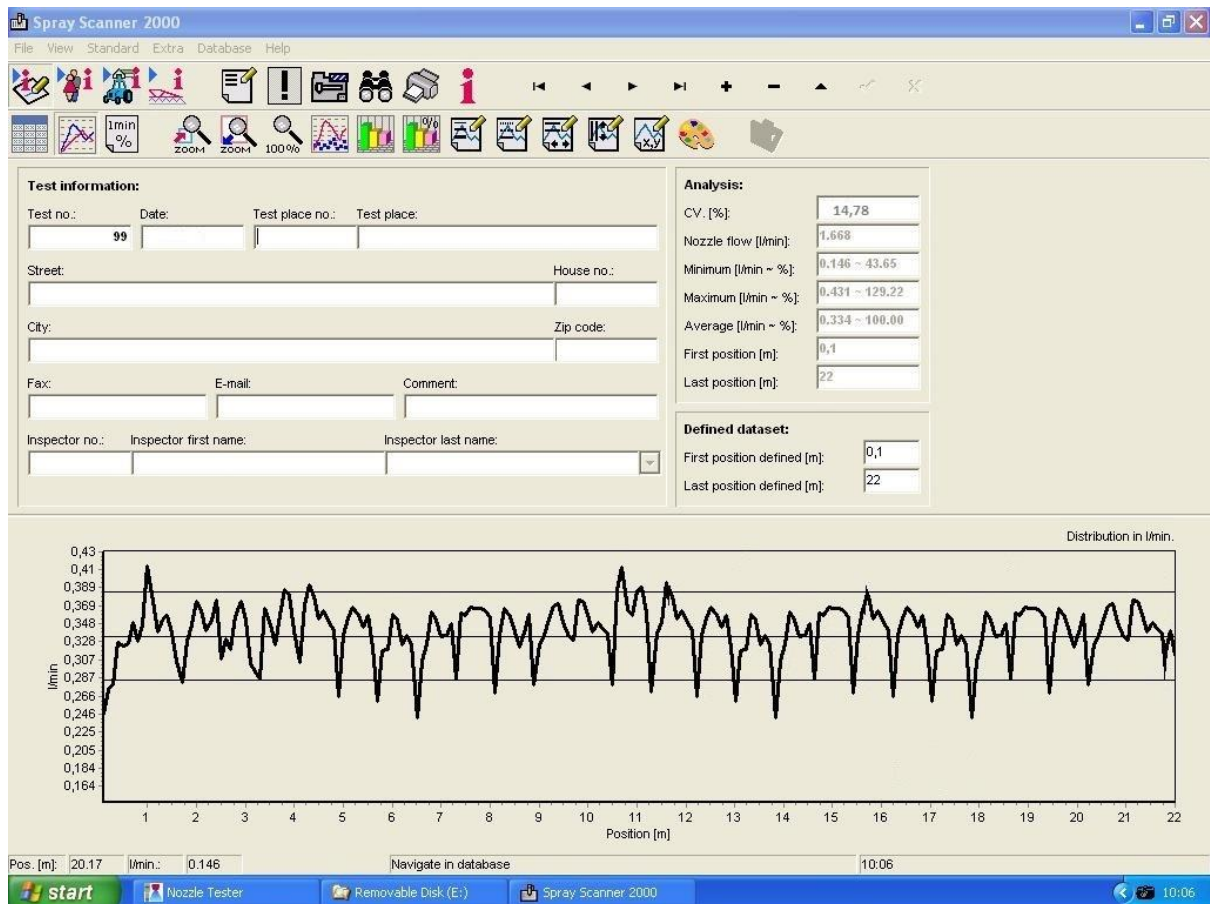 Spray Scanner 2000
File View Standard Extra Database Help
1min % ZOOM ZOOM 100% % x,y
Test information:
Test no.: Date: Test place no.: Test place:
99
Street: House no.:
City: Zip code:
Fax: E-mail: Comment:
Inspector no.: Inspector first name: Inspector last name:
Analysis:
CV. [%]: 14,78
Nozzle flow [l/min]: 1.668
Minimum [l/min ~ %]: 0.146 ~ 43.65
Maximum [l/min ~ %]: 0.431 ~ 129.22
Average [l/min ~ %]: 0.334 ~ 100.00
First position [m]: 0,1
Last position [m]: 22
Defined dataset:
First position defined [m]: 0,1
Last position defined [m]: 22
Distribution in l/min.
0,43
0,41
0,389
0,369
0,348
0,328
0,307
0,287
0,266
0,246
0,225
0,205
0,184
0,164
l/min
1 2 3 4 5 6 7 8 9 10 11 12 13 14 15 16 17 18 19 20 21 22
Position [m]
Pos. [m]: 20.17 l/min.: 0.146 Navigate in database 10:06
start Nozzle Tester Removable Disk (E:) Spray Scanner 2000 10:06